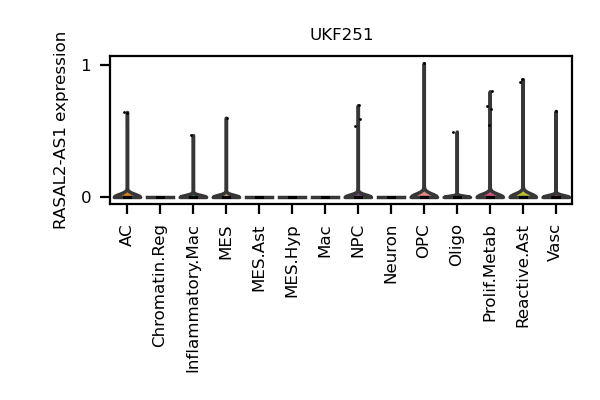 UKF251
RASAL2-AS1 expression
1
0
AC
Chromatin.Reg
Inflammatory.Mac
MES
MES.Ast
MES.Hyp
Mac
NPC
Neuron
OPC
Oligo
Prolif.Metab
Reactive.Ast
Vasc